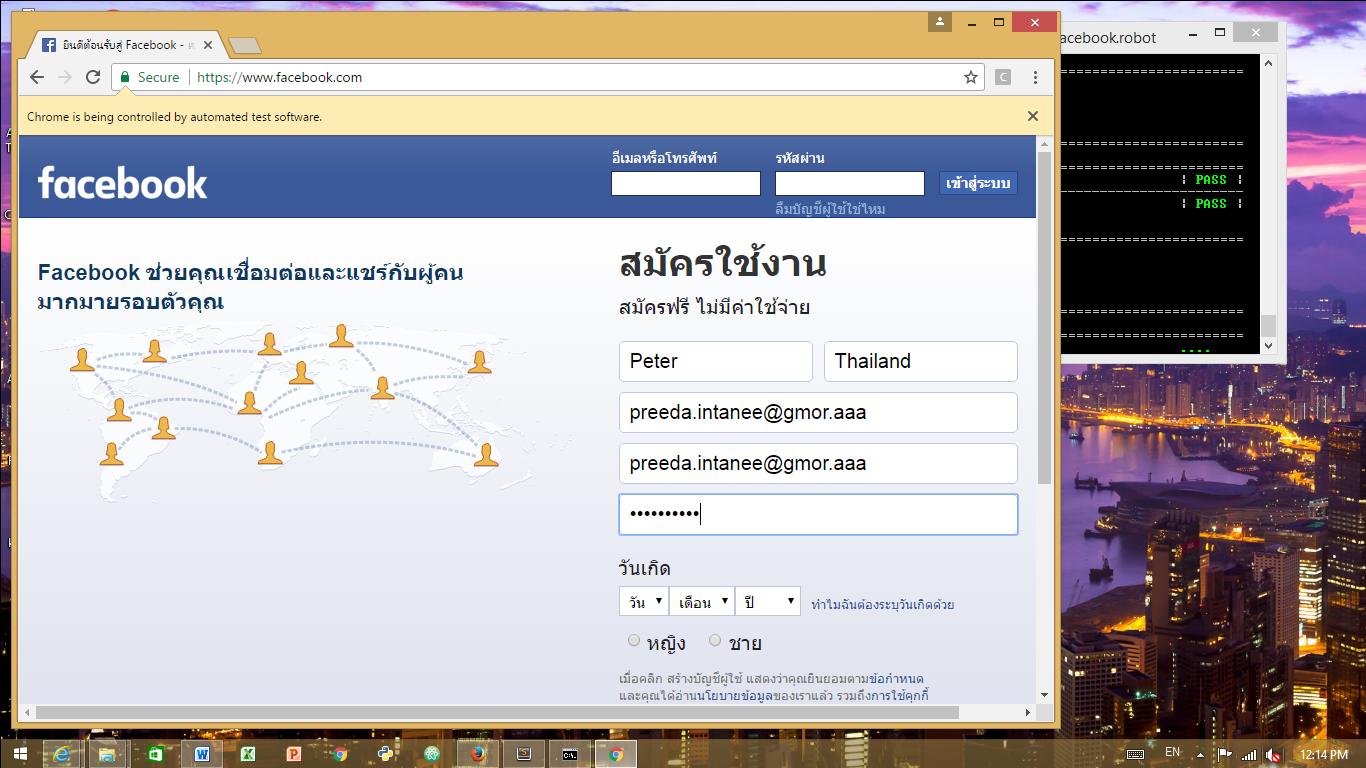 ยินดีต้อนรับสู่ Facebook -
acebook.robot
Secure
https://www.facebook.com
C
Chrome is being controlled by automated test software.
facebook
อีเมลหรือโทรศัพท์
รหัสผ่าน
เข้าสู่ระบบ
ลืมบัญชีผู้ใช้ใช่ไหม
| PASS |
| PASS |
Facebook ช่วยคุณเชื่อมต่อและแชร์กับผู้คน
มากมายรอบตัวคุณ
สมัครใช้งาน
สมัครฟรี ไม่มีค่าใช้จ่าย
Peter
Thailand
preeda.intanee@gmor.aaa
preeda.intanee@gmor.aaa
••••••••••
วันเกิด
วัน
เดือน
ปี
ทำไมฉันต้องระบุวันเกิดด้วย
หญิง
ชาย
เมื่อคลิก สร้างบัญชีผู้ใช้ แสดงว่าคุณยินยอมตามข้อกำหนด
และคุณได้อ่านนโยบายข้อมูลของเราแล้ว รวมถึงการใช้คุกกี้
EN
12:14 PM